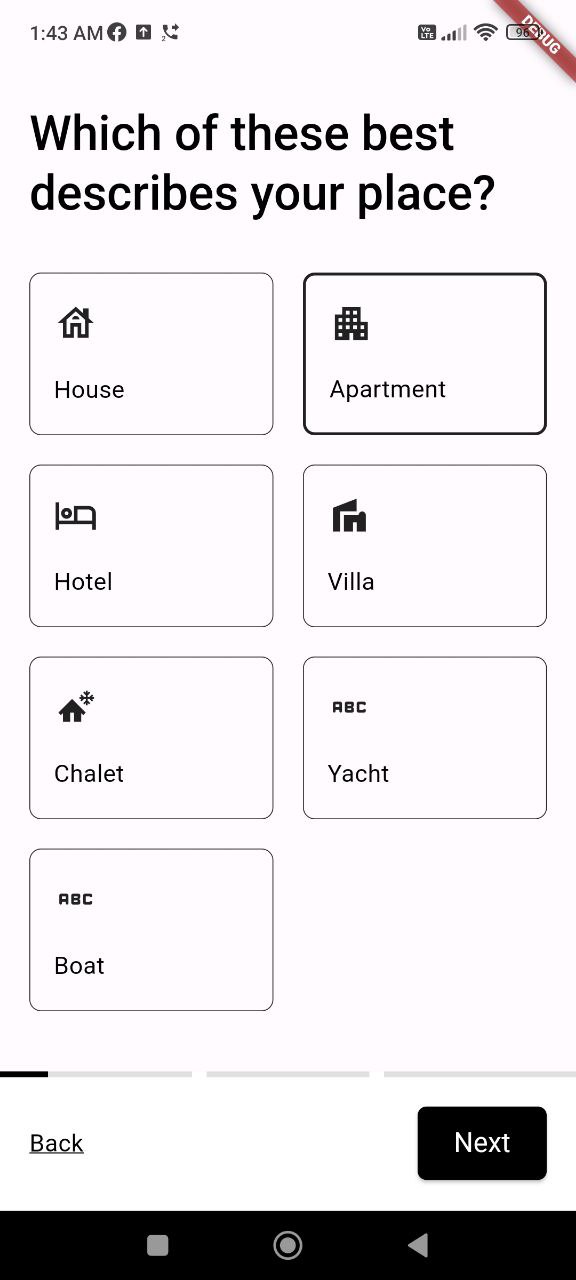 1:43 AM
2
Vo
LTE
96
DEBUG
Which of these best
describes your place?
House
Apartment
Hotel
Villa
Chalet
ABC
Yacht
ABC
Boat
Back
Next